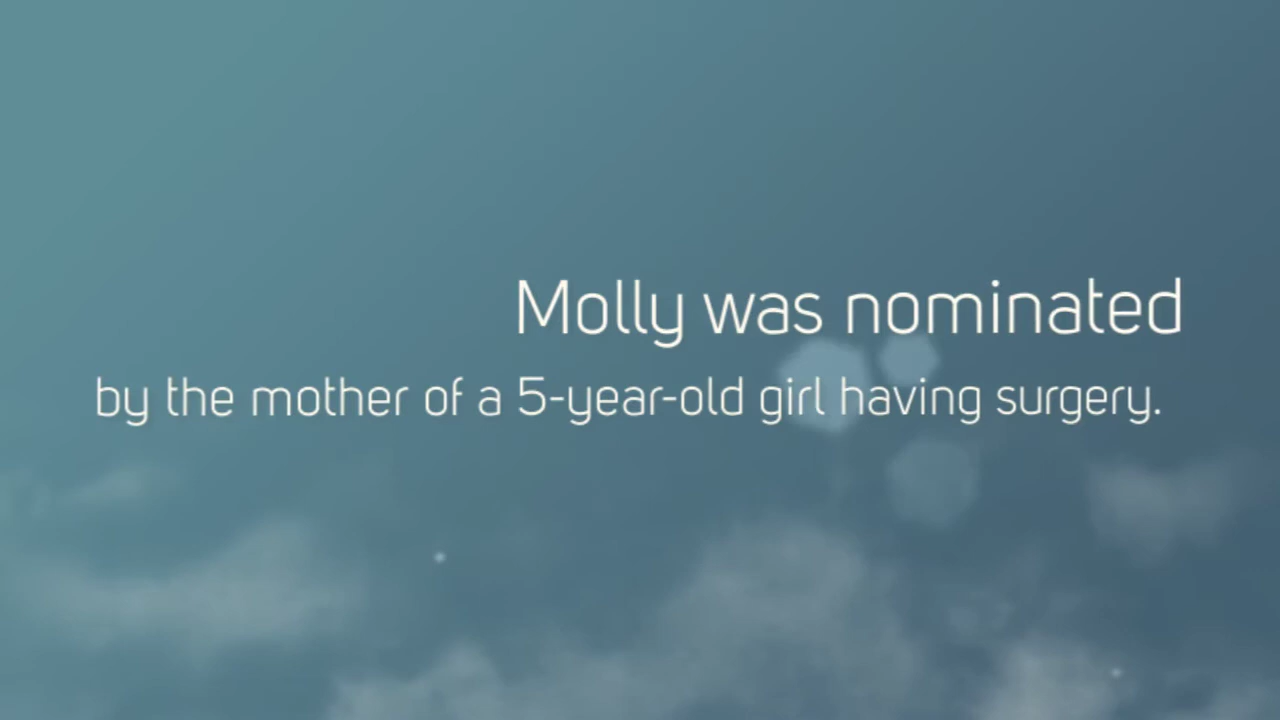 Molly was nominated
by the mother of a 5-year-old girl having surgery.